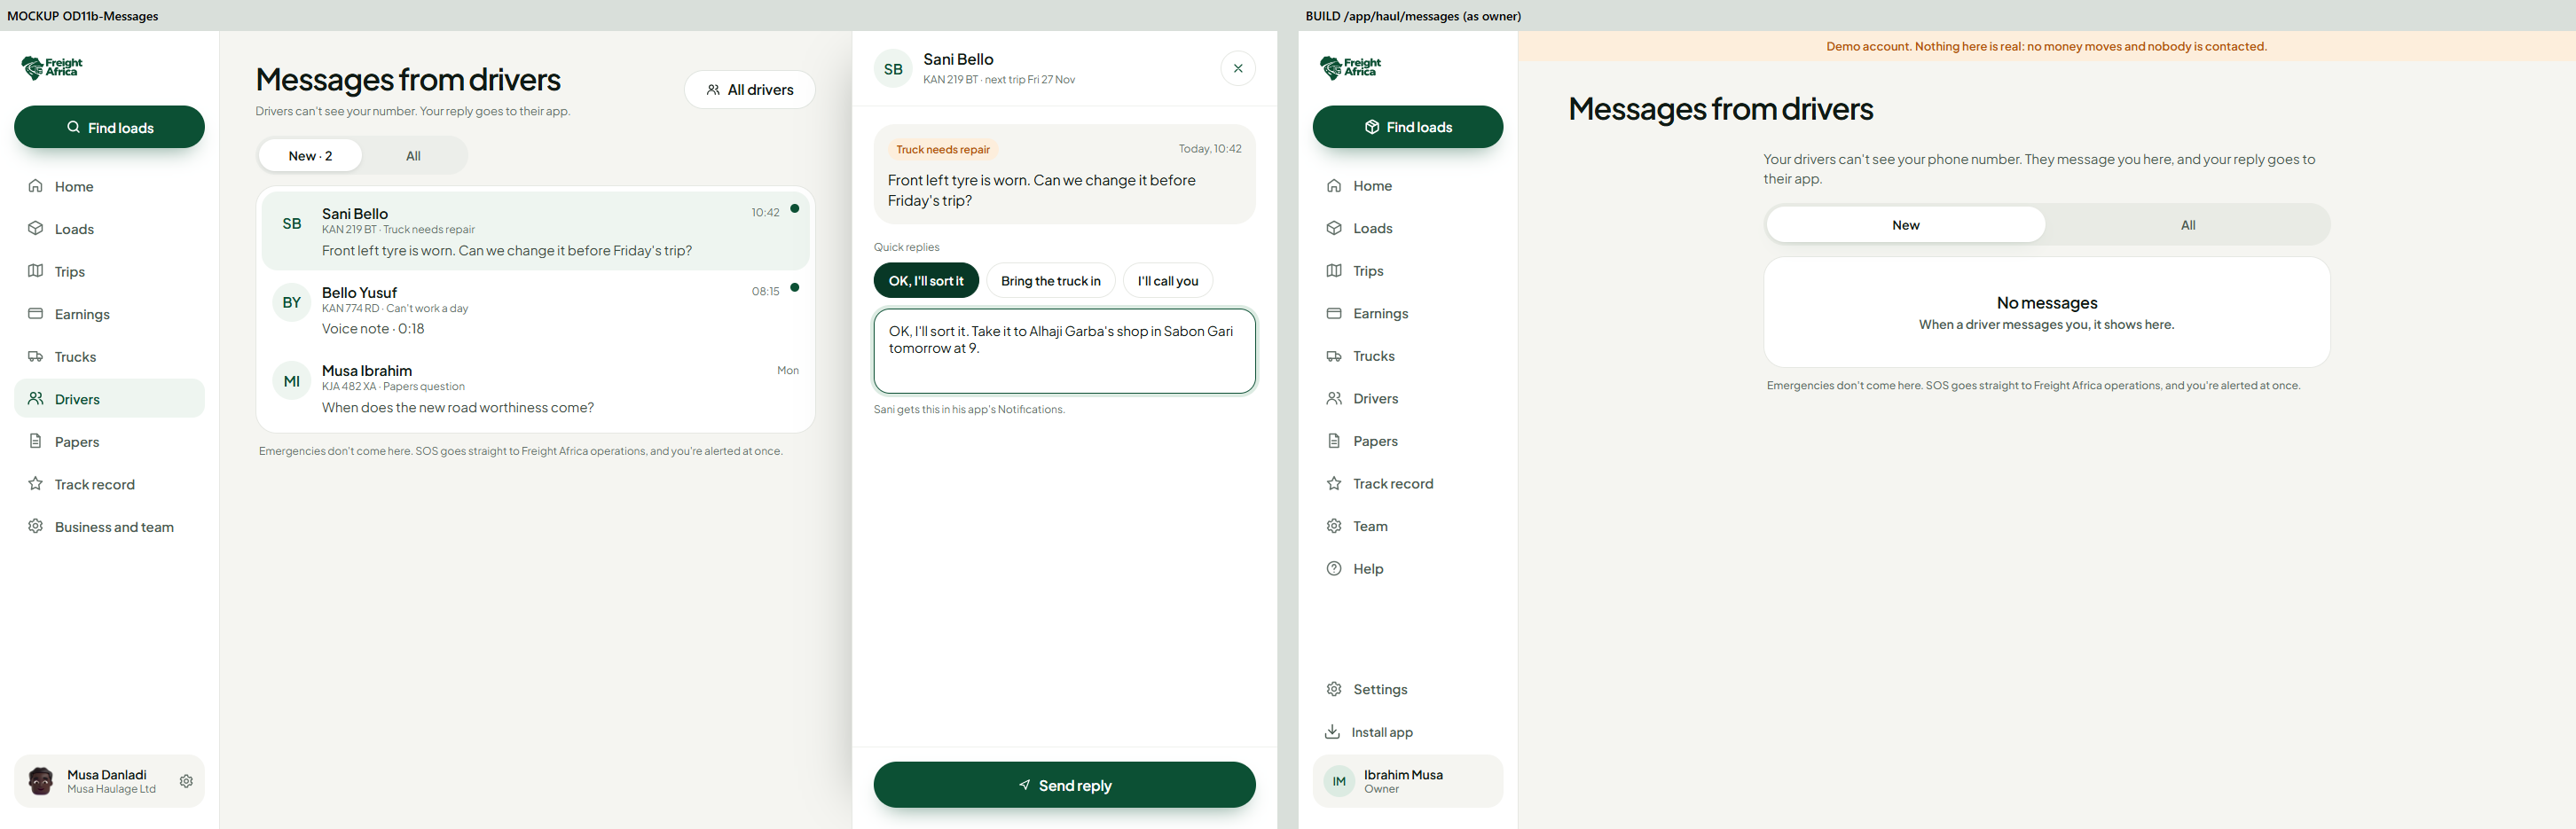 MOCKUP OD11b-Messages
Freight
Africa
Find loads
Home
Loads
Trips
Earnings
Trucks
Drivers
Papers
Track record
Business and team
Musa Danladi
Musa Haulage Ltd
Messages from drivers
Drivers can't see your number. Your reply goes to their app.
All drivers
New · 2
All
SB
Sani Bello
10:42
KAN 219 BT · Truck needs repair
Front left tyre is worn. Can we change it before Friday's trip?
BY
Bello Yusuf
08:15
KAN 774 RD · Can't work a day
Voice note · 0:18
MI
Musa Ibrahim
Mon
KJA 482 XA · Papers question
When does the new road worthiness come?
Emergencies don't come here. SOS goes straight to Freight Africa operations, and you're alerted at once.
SB
Sani Bello
KAN 219 BT · next trip Fri 27 Nov
Truck needs repair
Today, 10:42
Front left tyre is worn. Can we change it before
Friday's trip?
Quick replies
OK, I'll sort it
Bring the truck in
I'll call you
OK, I'll sort it. Take it to Alhaji Garba's shop in Sabon Gari
tomorrow at 9.
Sani gets this in his app's Notifications.
Send reply
BUILD /app/haul/messages (as owner)
Freight
Africa
Find loads
Home
Loads
Trips
Earnings
Trucks
Drivers
Papers
Track record
Team
Help
Settings
Install app
IM
Ibrahim Musa
Owner
Demo account. Nothing here is real: no money moves and nobody is contacted.
Messages from drivers
Your drivers can't see your phone number. They message you here, and your reply goes to
their app.
New
All
No messages
When a driver messages you, it shows here.
Emergencies don't come here. SOS goes straight to Freight Africa operations, and you're alerted at once.